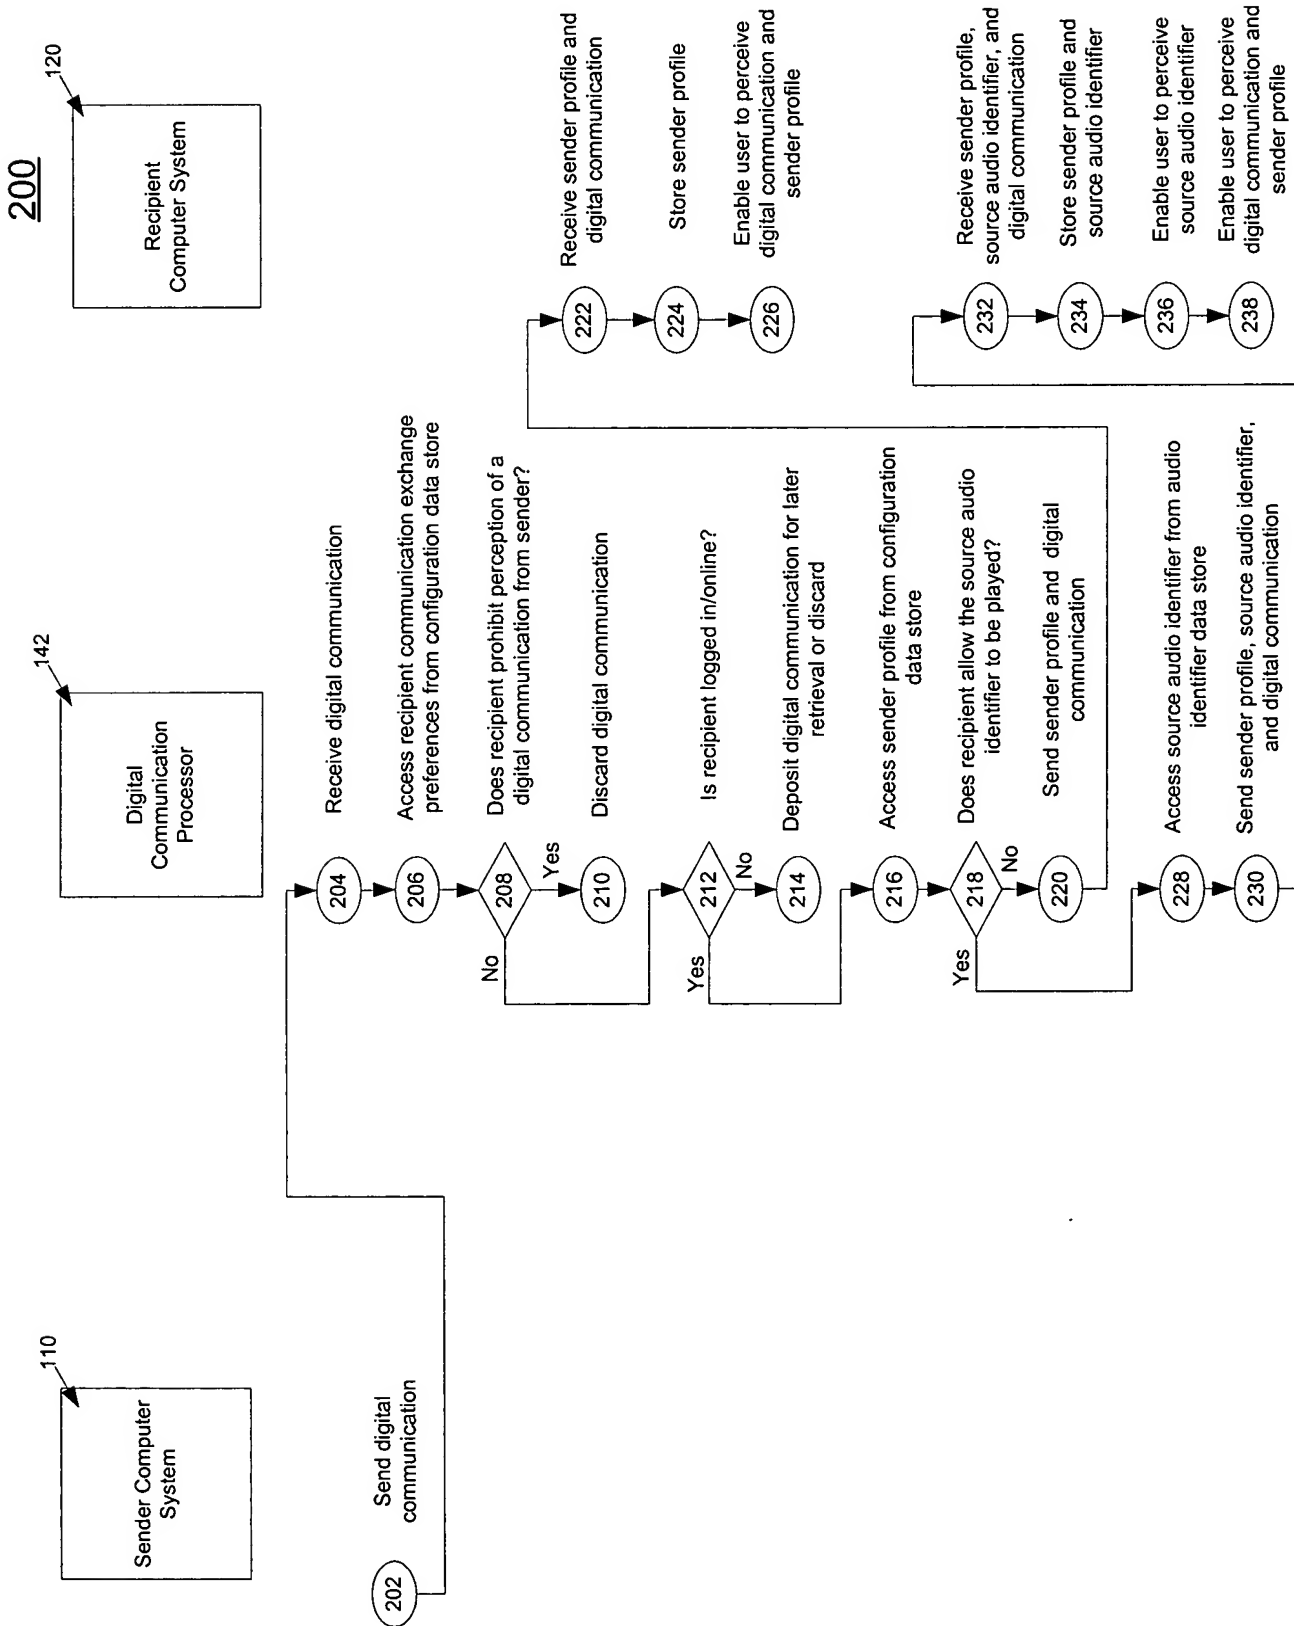 200
110
Sender Computer
System
142
Digital
Communication
Processor
120
Recipient
Computer System
202
Send digital
communication
204
Receive digital communication
206
Access recipient communication exchange
preferences from configuration data store
208
Does recipient prohibit perception of a
digital communication from sender?
No
Yes
210
Discard digital communication
212
Is recipient logged in/online?
Yes
No
214
Deposit digital communication for later
retrieval or discard
216
Access sender profile from configuration
data store
218
Does recipient allow the source audio
identifier to be played?
Yes
No
220
Send sender profile and digital
communication
222
Receive sender profile and
digital communication
224
Store sender profile
226
Enable user to perceive
digital communication and
sender profile
228
Access source audio identifier from audio
identifier data store
230
Send sender profile, source audio identifier,
and digital communication
232
Receive sender profile,
source audio identifier, and
digital communication
234
Store sender profile and
source audio identifier
236
Enable user to perceive
source audio identifier
238
Enable user to perceive
digital communication and
sender profile